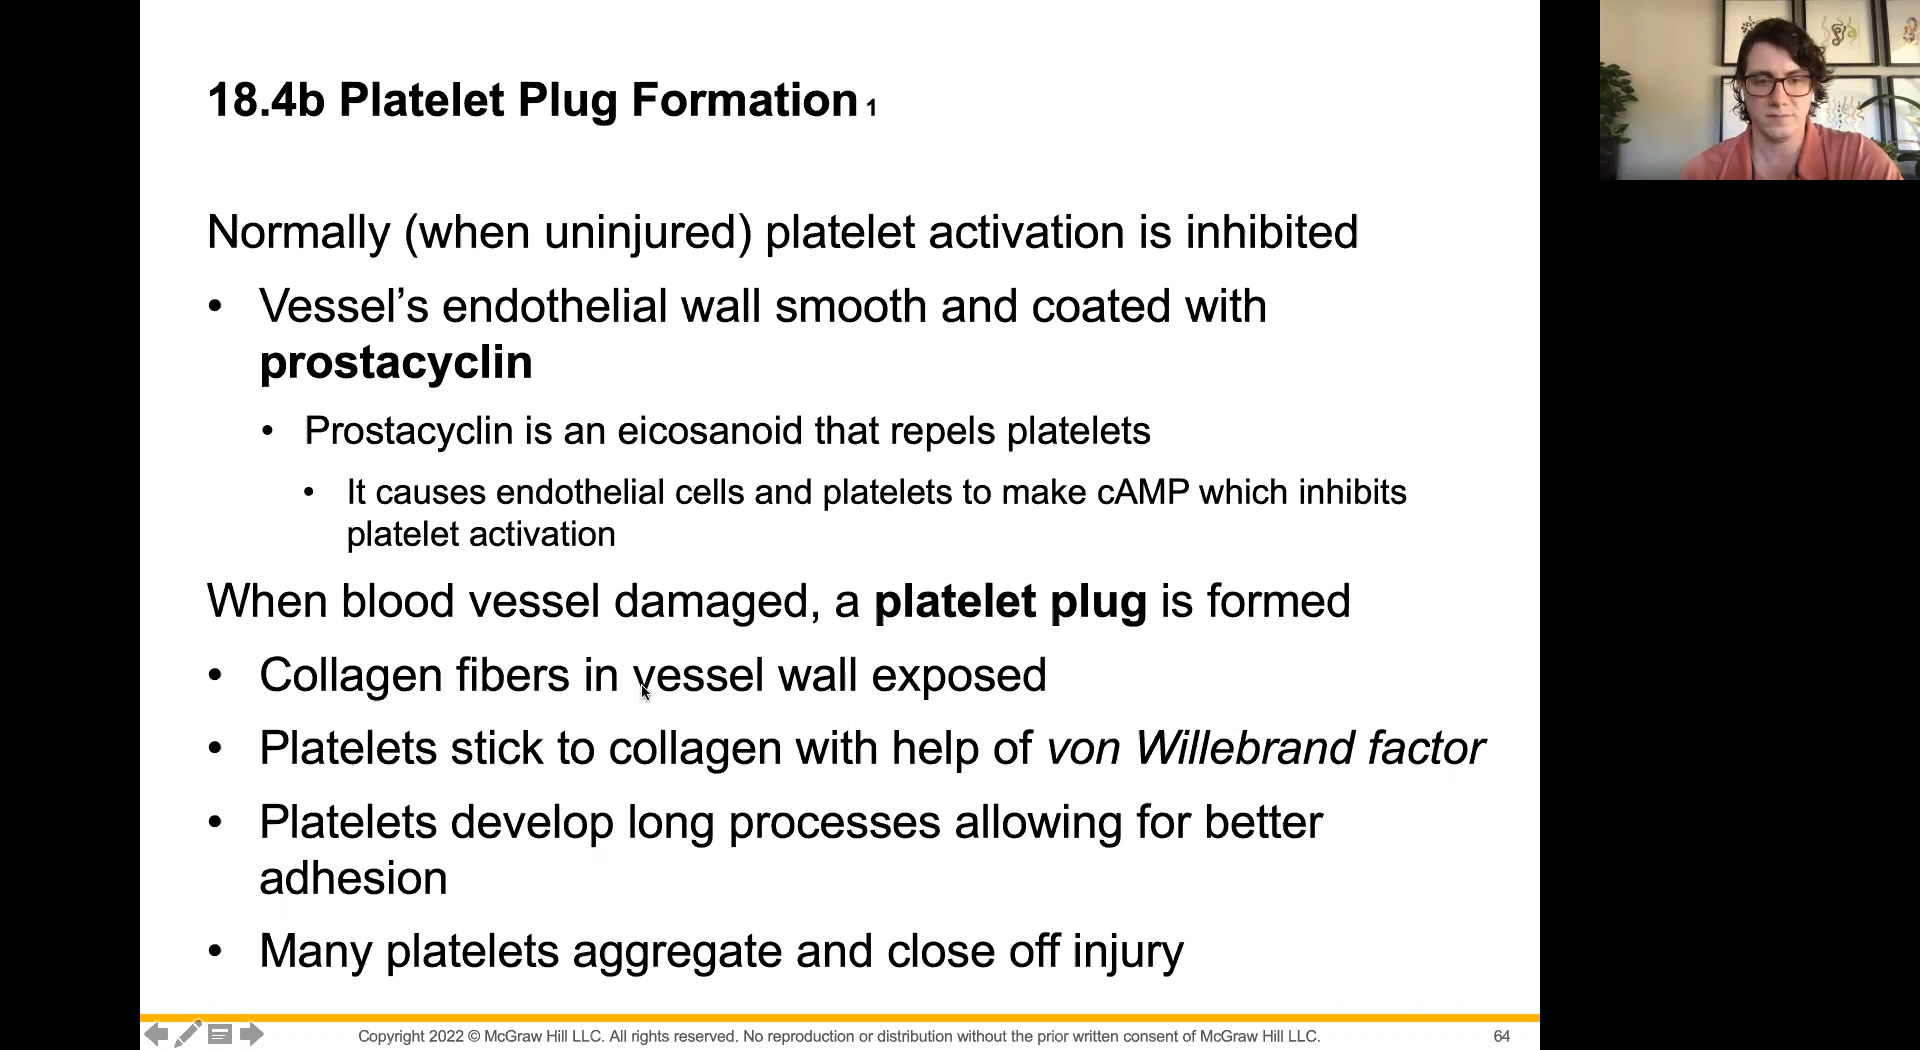 18.4b Platelet Plug Formation 1
Normally (when uninjured) platelet activation is inhibited
• Vessel’s endothelial wall smooth and coated with
prostacyclin
• Prostacyclin is an eicosanoid that repels platelets
• It causes endothelial cells and platelets to make cAMP which inhibits
platelet activation
When blood vessel damaged, a platelet plug is formed
• Collagen fibers in vessel wall exposed
• Platelets stick to collagen with help of von Willebrand factor
• Platelets develop long processes allowing for better
adhesion
• Many platelets aggregate and close off injury
Copyright 2022 © McGraw Hill LLC. All rights reserved. No reproduction or distribution without the prior written consent of McGraw Hill LLC.
64